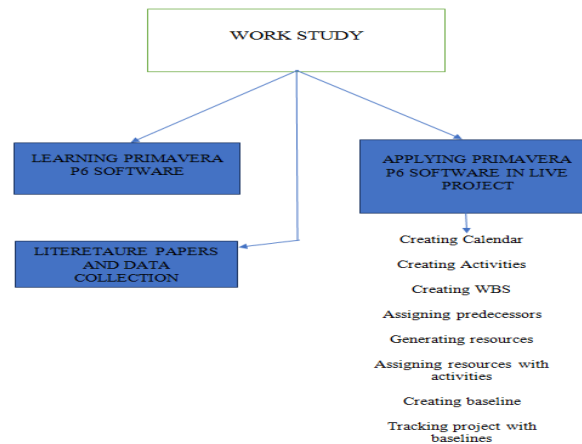 WORK STUDY
LEARNING PRIMAVERA
P6 SOFTWARE
APPLYING PRIMAVERA
P6 SOFTWARE IN LIVE
PROJECT
LITERETAURE PAPERS
AND DATA
COLLECTION
Creating Calendar
Creating Activities
Creating WBS
Assigning predecessors
Generating resources
Assigning resources with
activities
Creating baseline
Tracking project with
baselines